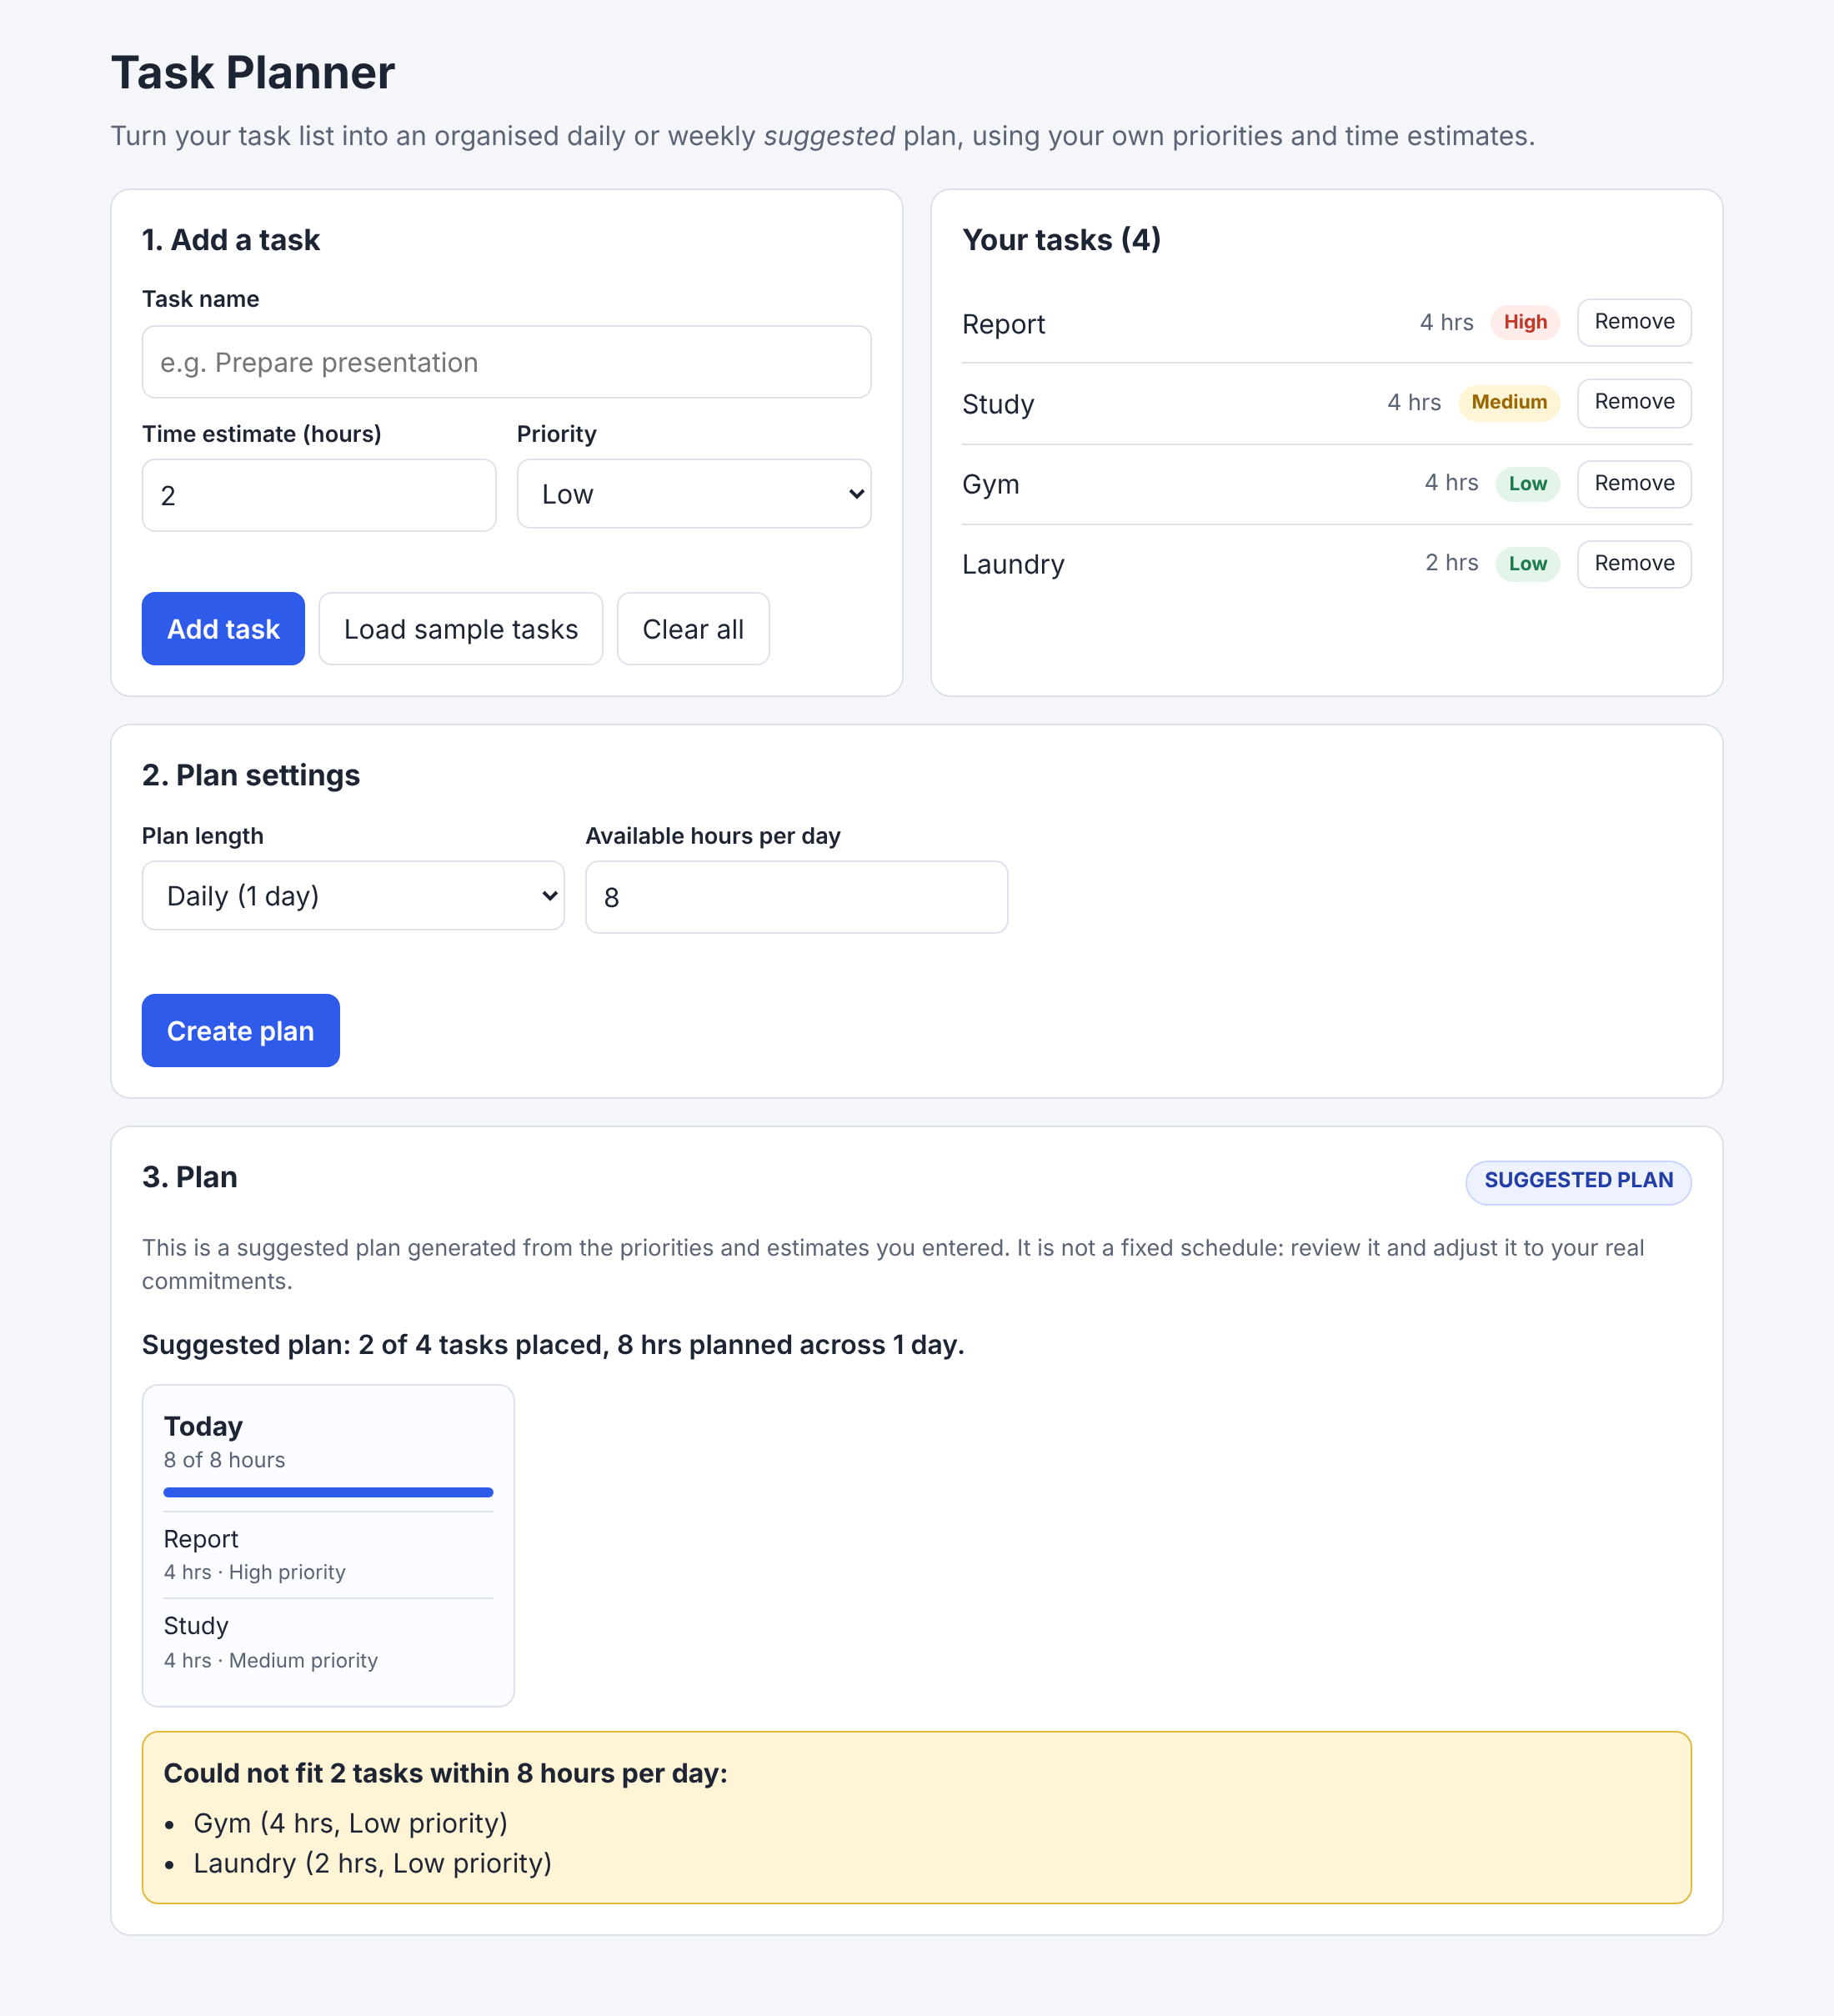 Task Planner
Turn your task list into an organised daily or weekly suggested plan, using your own priorities and time estimates.
1. Add a task
Task name
e.g. Prepare presentation
Time estimate (hours)
Priority
2
Low
Add task
Load sample tasks
Clear all
Your tasks (4)
Report
4 hrs
High
Remove
Study
4 hrs
Medium
Remove
Gym
4 hrs
Low
Remove
Laundry
2 hrs
Low
Remove
2. Plan settings
Plan length
Available hours per day
Daily (1 day)
8
Create plan
3. Plan
SUGGESTED PLAN
This is a suggested plan generated from the priorities and estimates you entered. It is not a fixed schedule: review it and adjust it to your real
commitments.
Suggested plan: 2 of 4 tasks placed, 8 hrs planned across 1 day.
Today
8 of 8 hours
Report
4 hrs · High priority
Study
4 hrs · Medium priority
Could not fit 2 tasks within 8 hours per day:
• Gym (4 hrs, Low priority)
• Laundry (2 hrs, Low priority)